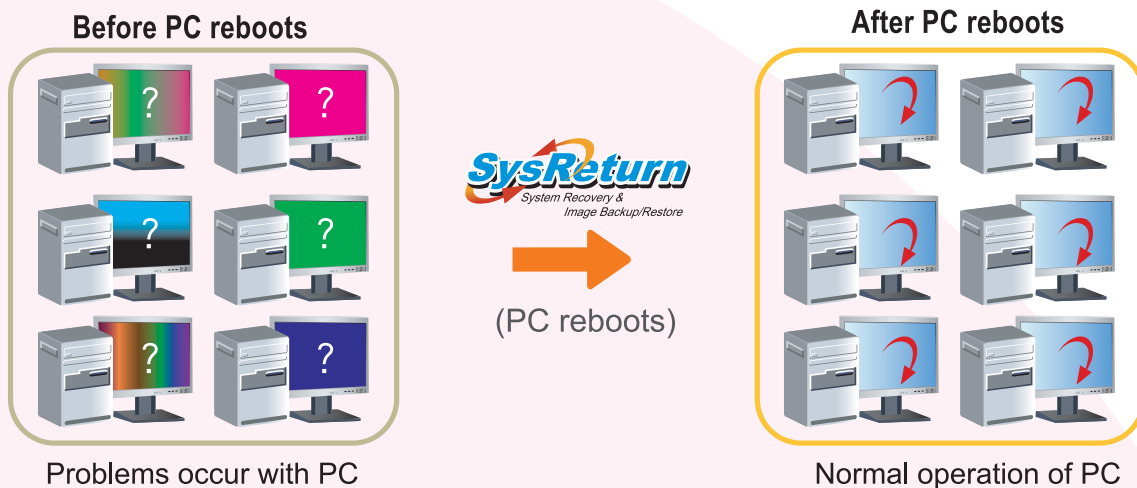 Before PC reboots
After PC reboots
?
?
?
?
?
?
SysReturn
System Recovery &
Image Backup/Restore
(PC reboots)
Problems occur with PC
Normal operation of PC